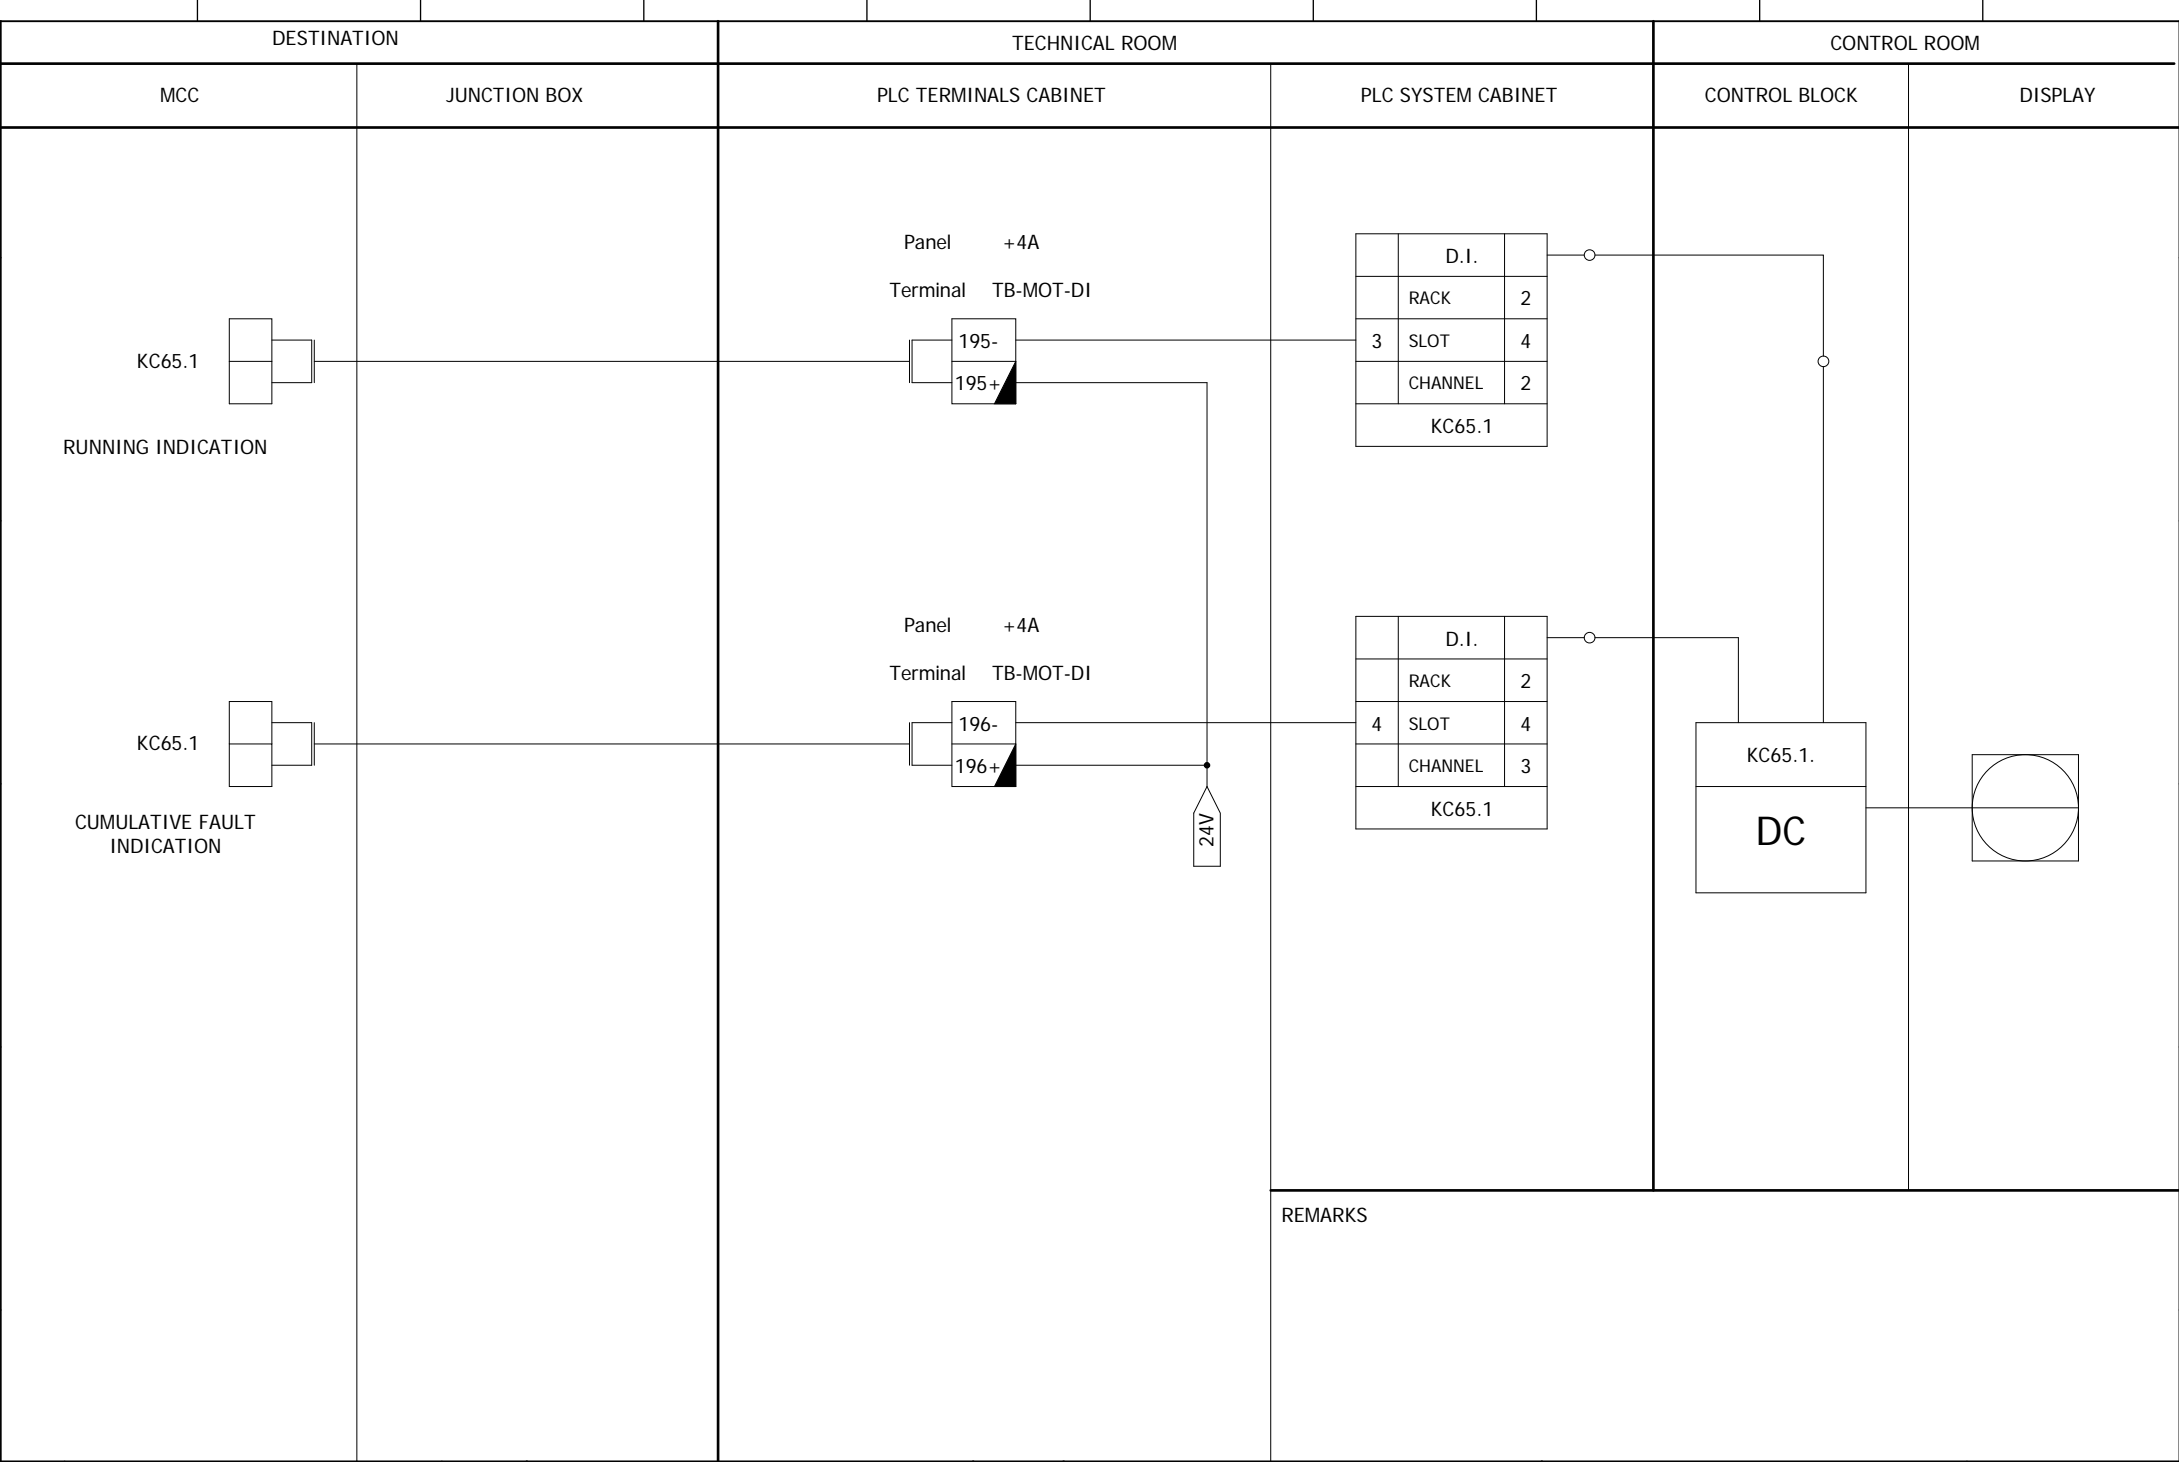 DESTINATION
TECHNICAL ROOM
CONTROL ROOM
MCC
JUNCTION BOX
PLC TERMINALS CABINET
PLC SYSTEM CABINET
CONTROL BLOCK
DISPLAY
Panel +4A
Terminal TB-MOT-DI
KC65.1
RUNNING INDICATION
195-
195+
D.I.
RACK 2
3 SLOT 4
CHANNEL 2
KC65.1
Panel +4A
Terminal TB-MOT-DI
KC65.1
CUMULATIVE FAULT
INDICATION
196-
196+
24V
D.I.
RACK 2
4 SLOT 4
CHANNEL 3
KC65.1
KC65.1.
DC
REMARKS